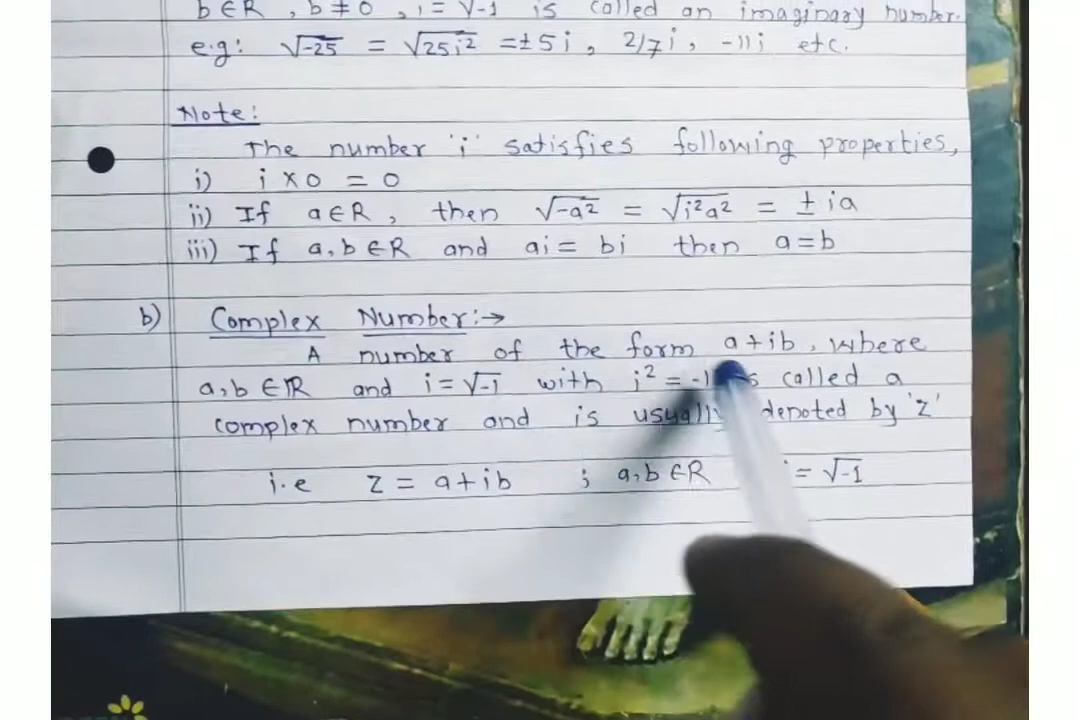 b∈R, b≠0, i = √-1 is called an imaginary number.
e.g: √-25 = √25i² = ±5i, 2/7i, -11i etc.
Note:
The number 'i' satisfies following properties,
i) i×0 = 0
ii) If a∈R, then √-a² = √i²a² = ± ia
iii) If a,b∈R and ai = bi then a=b
b) Complex Number:→
A number of the form a+ib, where
a,b∈R and i=√-1 with i² = -1 called a
complex number and is usually denoted by 'z'
i.e z = a+ib ; a,b∈R = √-1